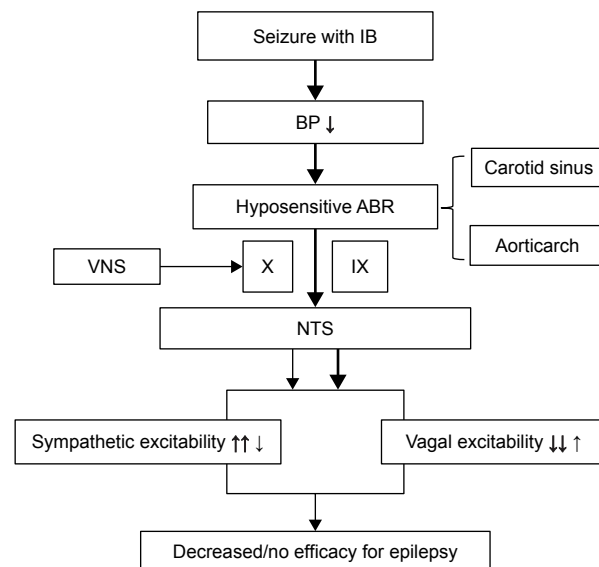 Seizure with IB
BP ↓
Hyposensitive ABR
Carotid sinus
Aorticarch
VNS
X
IX
NTS
Sympathetic excitability ⇈ ↓
Vagal excitability ⇊ ↑
Decreased/no efficacy for epilepsy